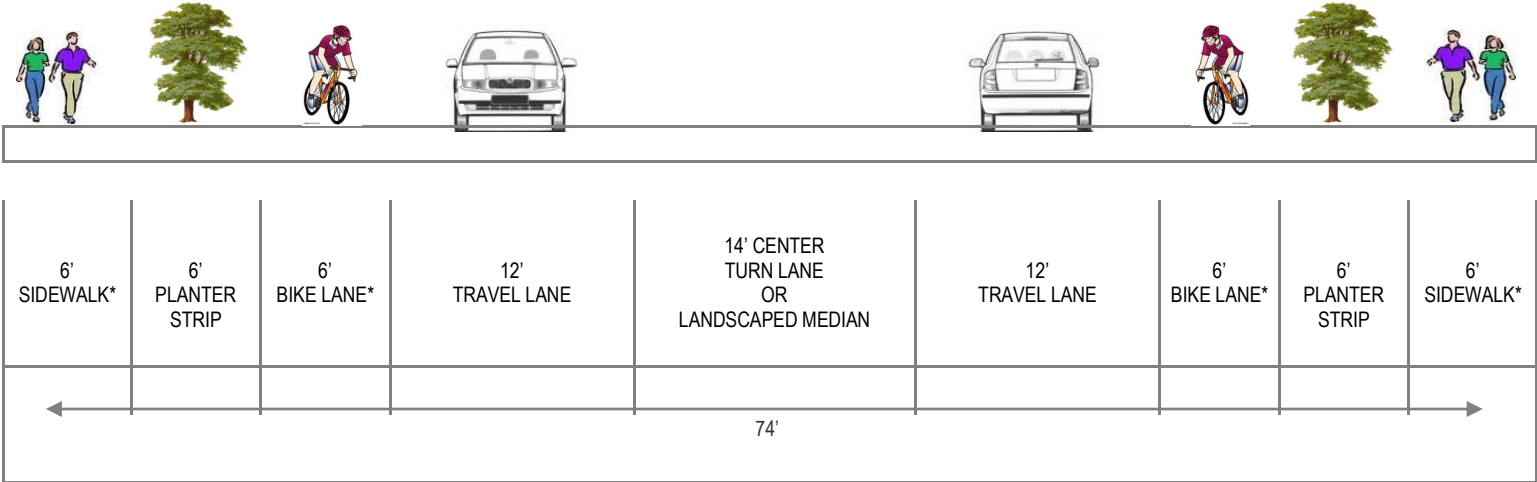 6’
SIDEWALK*
6’
PLANTER
STRIP
6’
BIKE LANE*
12’
TRAVEL LANE
14’ CENTER
TURN LANE
OR
LANDSCAPED MEDIAN
12’
TRAVEL LANE
6’
BIKE LANE*
6’
PLANTER
STRIP
6’
SIDEWALK*
74’